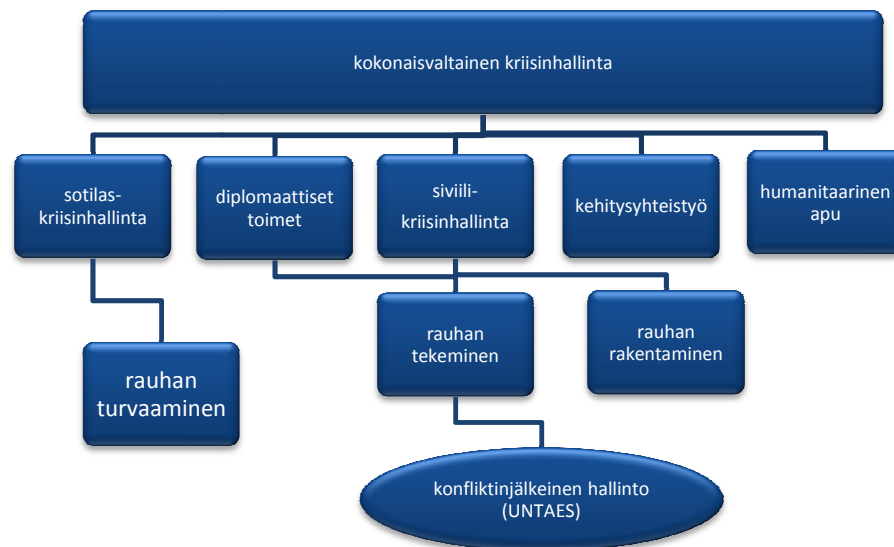 kokonaisvaltainen kriisinhallinta
sotilas-
kriisinhallinta
diplomaattiset
toimet
siviili-
kriisinhallinta
kehitysyhteistyö
humanitaarinen
apu
rauhan
turvaaminen
rauhan
tekeminen
rauhan
rakentaminen
konfliktinjälkeinen hallinto
(UNTAES)